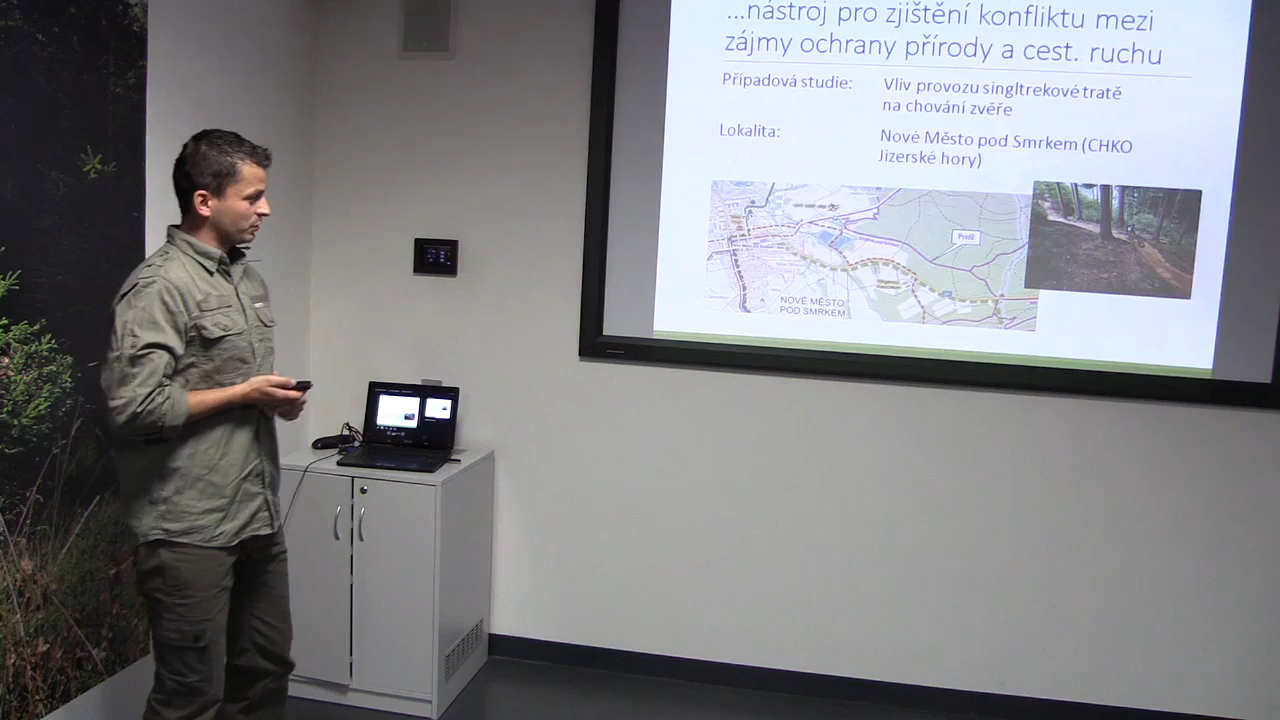 ...nástroj pro zjištění konfliktu mezi
zájmy ochrany přírody a cest. ruchu
Případová studie: Vliv provozu singltrekové tratě
na chování zvěře
Lokalita: Nové Město pod Smrkem (CHKO
Jizerské hory)
NOVÉ MĚSTO
POD SMRKEM